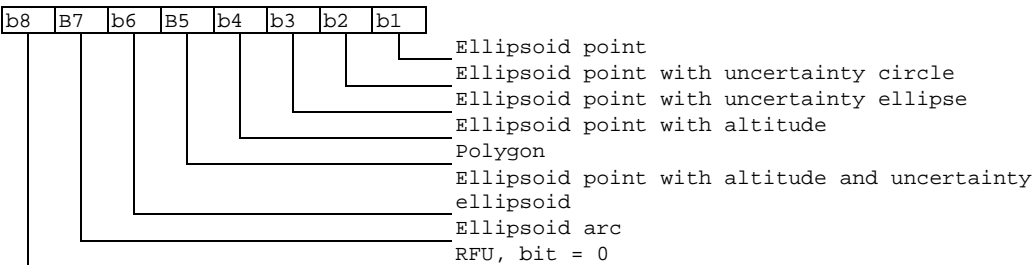 b8 B7 b6 B5 b4 b3 b2 b1
Ellipsoid point
Ellipsoid point with uncertainty circle
Ellipsoid point with uncertainty ellipse
Ellipsoid point with altitude
Polygon
Ellipsoid point with altitude and uncertainty
ellipsoid
Ellipsoid arc
RFU, bit = 0